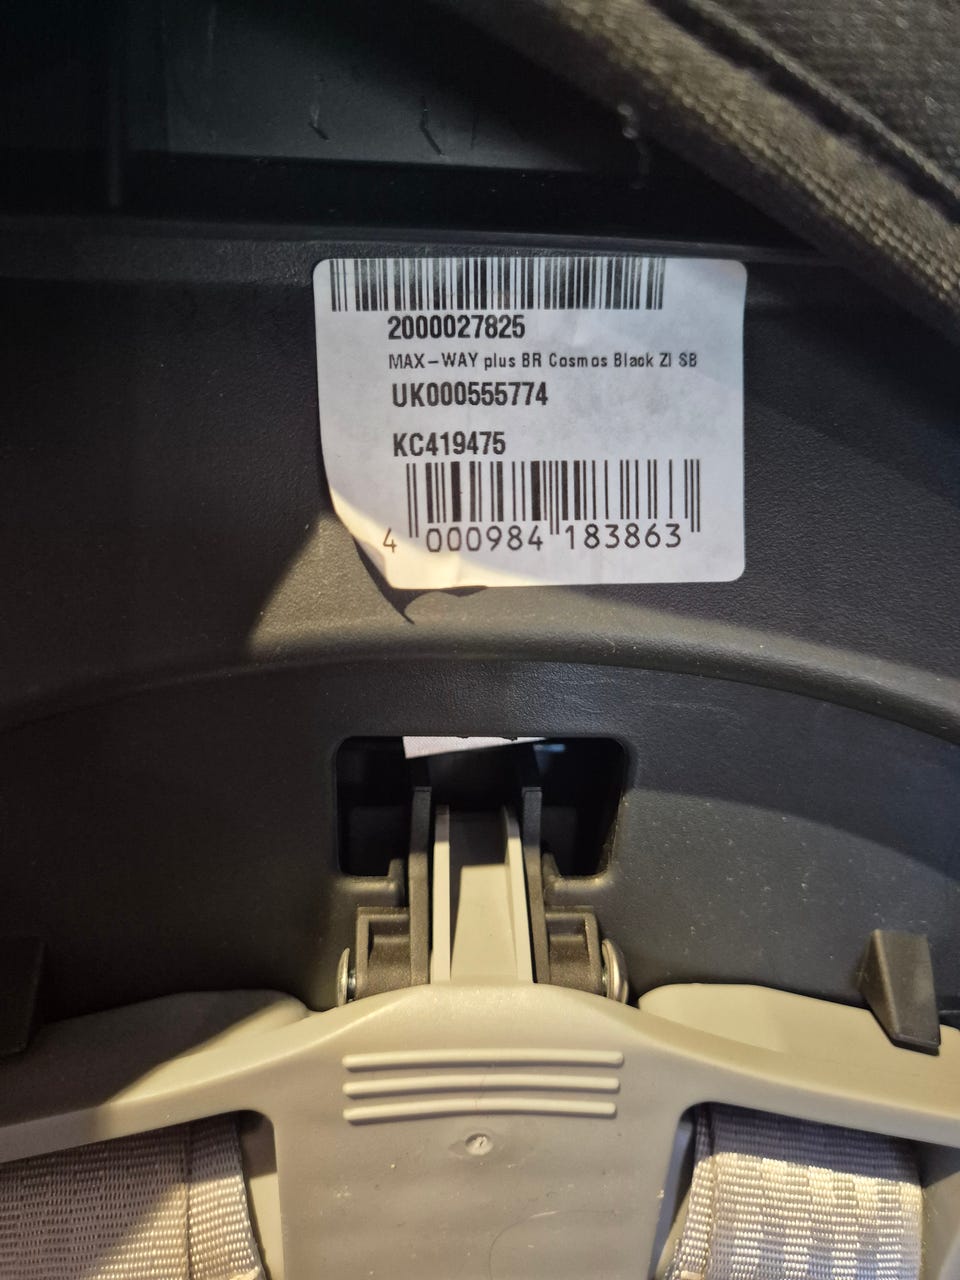 2000027825
MAX-WAY plus BR Cosmos Black ZI SB
UK000555774
KC419475
4 000984 183863